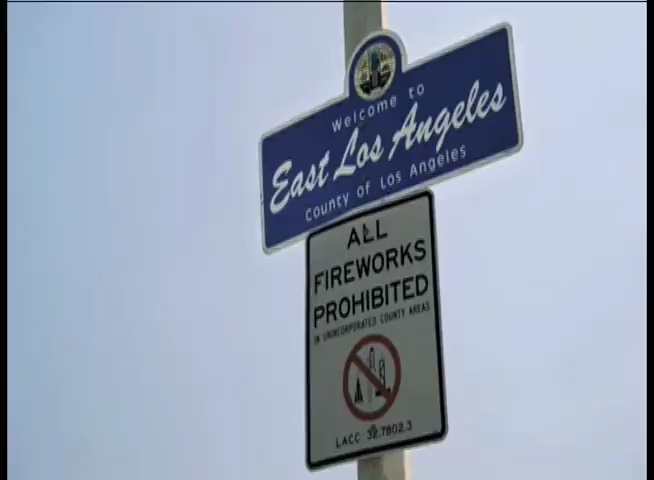 Welcome to
East Los Angeles
County of Los Angeles
ALL
FIREWORKS
PROHIBITED
IN UNINCORPORATED COUNTY AREAS
LACC 32.7802.3